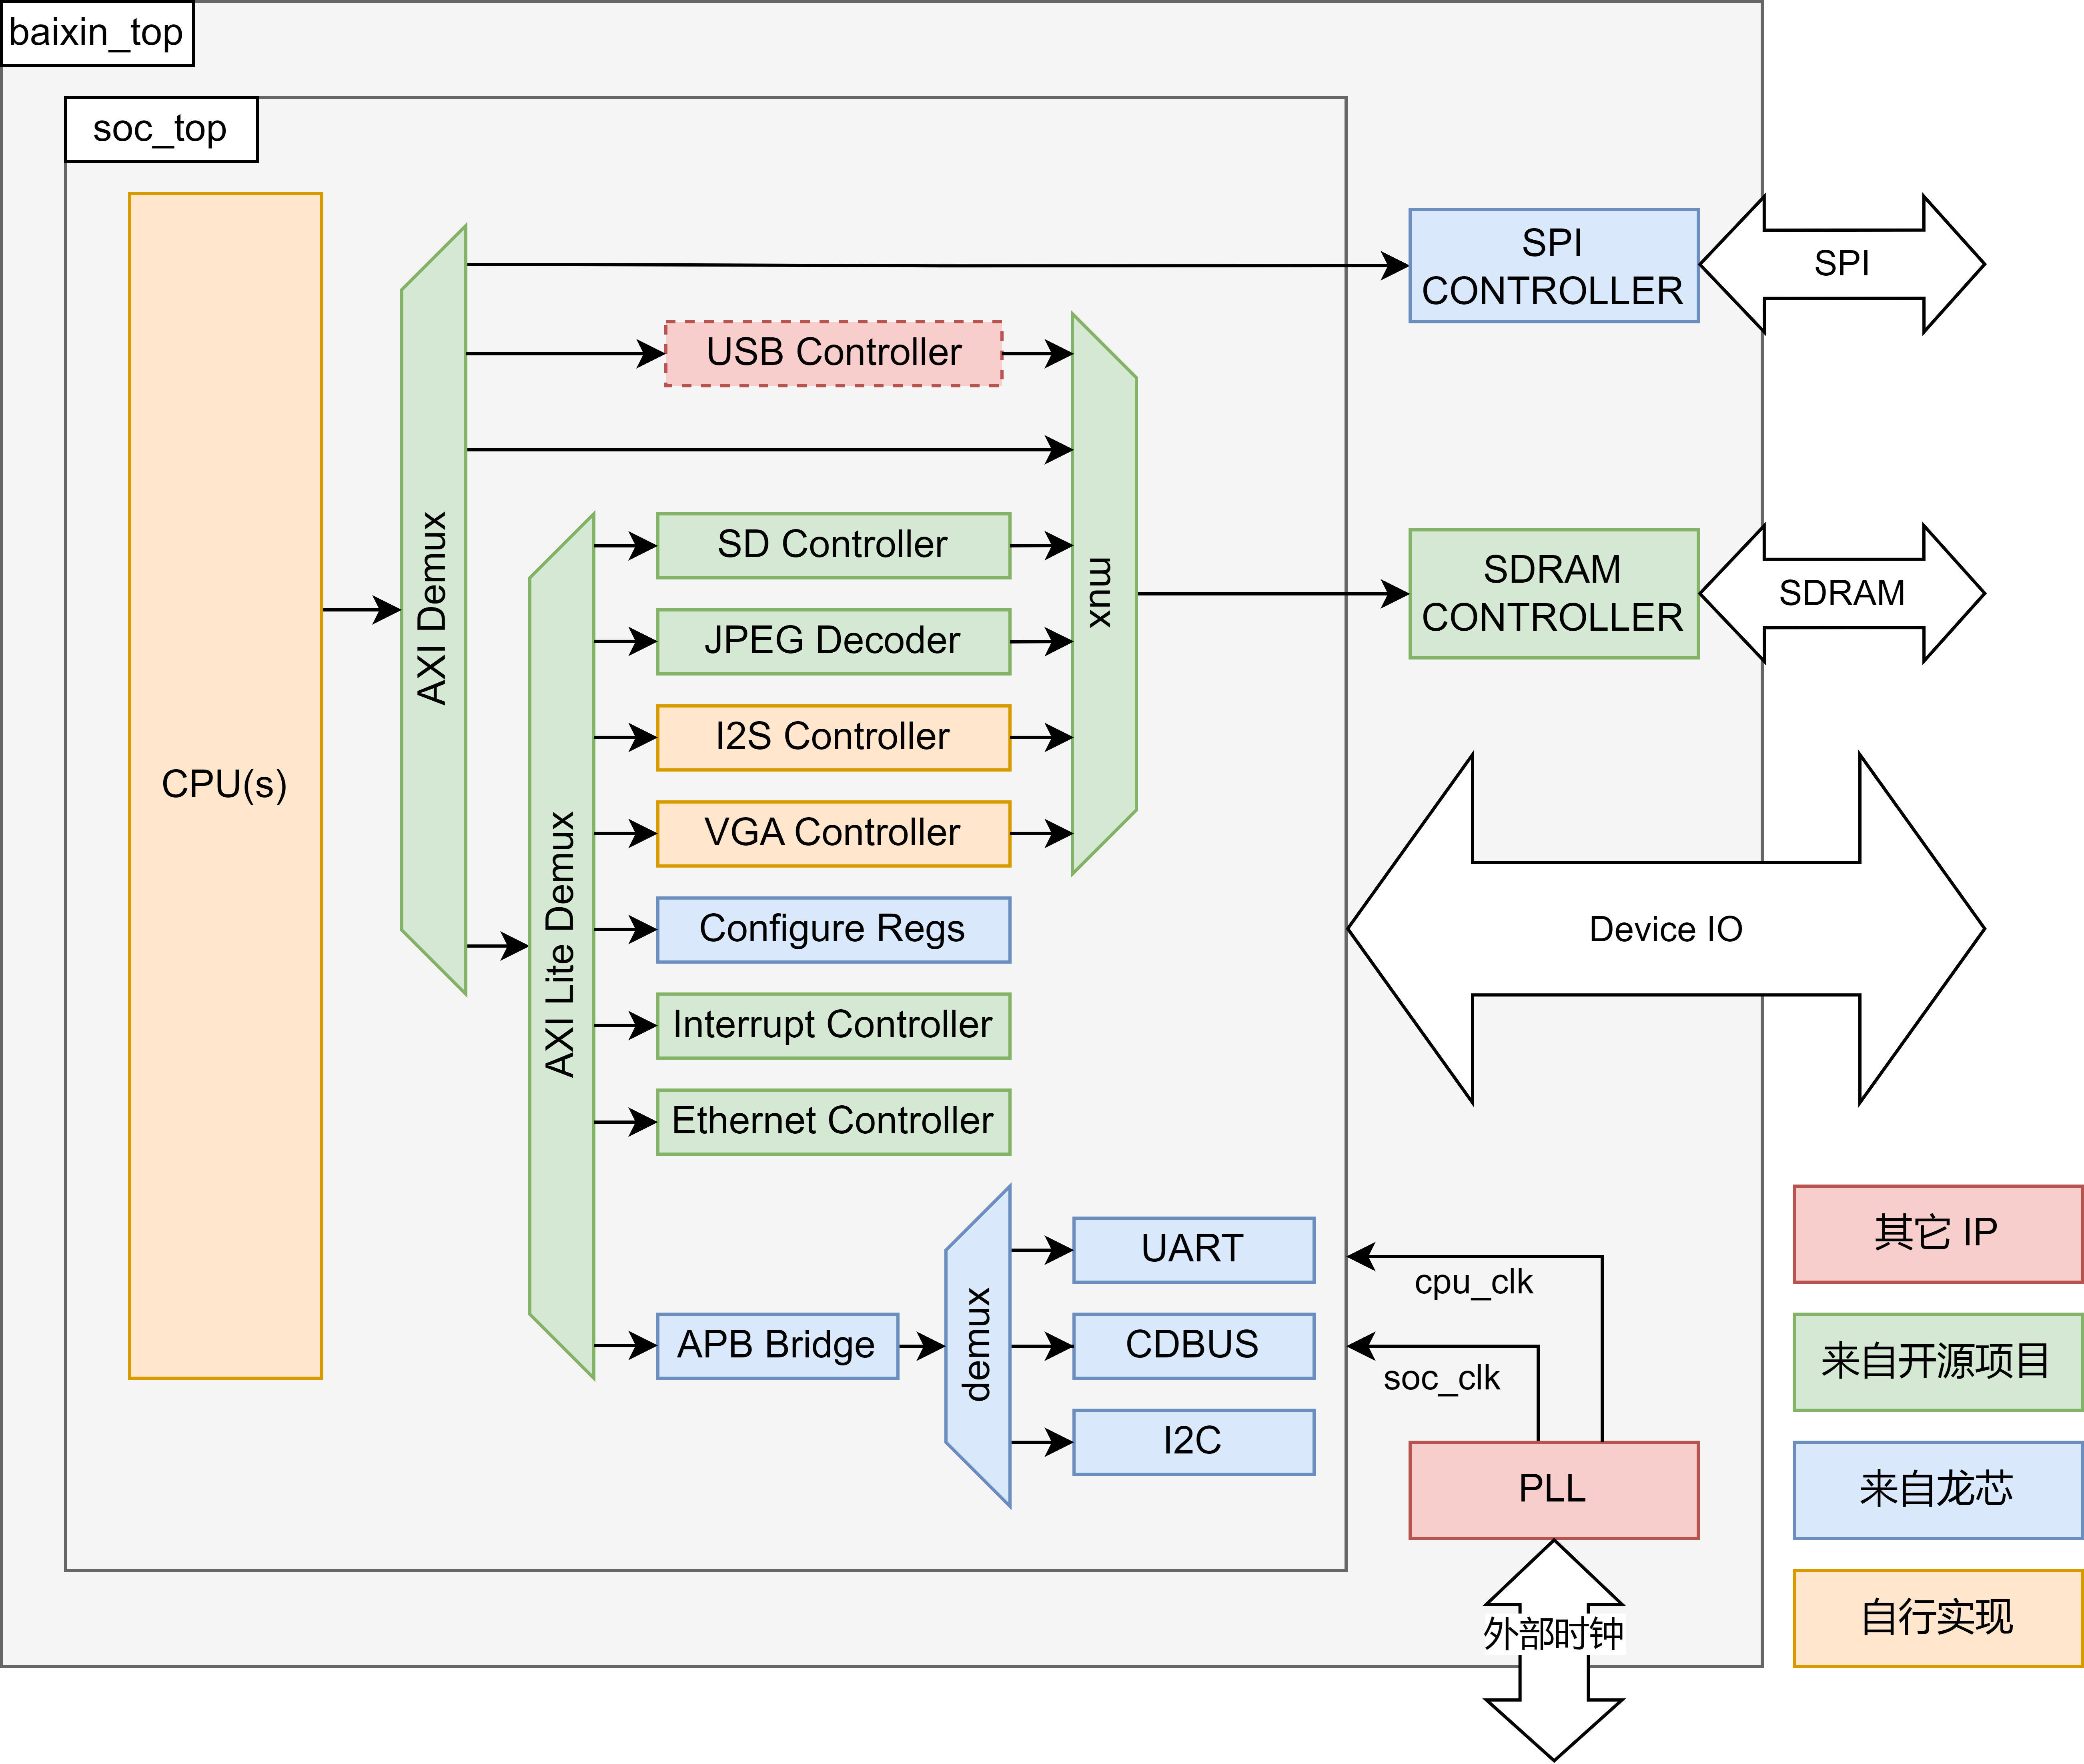 baixin_top
soc_top
CPU(s)
AXI Demux
AXI Lite Demux
USB Controller
SD Controller
JPEG Decoder
I2S Controller
VGA Controller
Configure Regs
Interrupt Controller
Ethernet Controller
APB Bridge
demux
UART
CDBUS
I2C
mux
SPI
CONTROLLER
SPI
SDRAM
CONTROLLER
SDRAM
Device IO
cpu_clk
soc_clk
PLL
外部时钟
其它 IP
来自开源项目
来自龙芯
自行实现